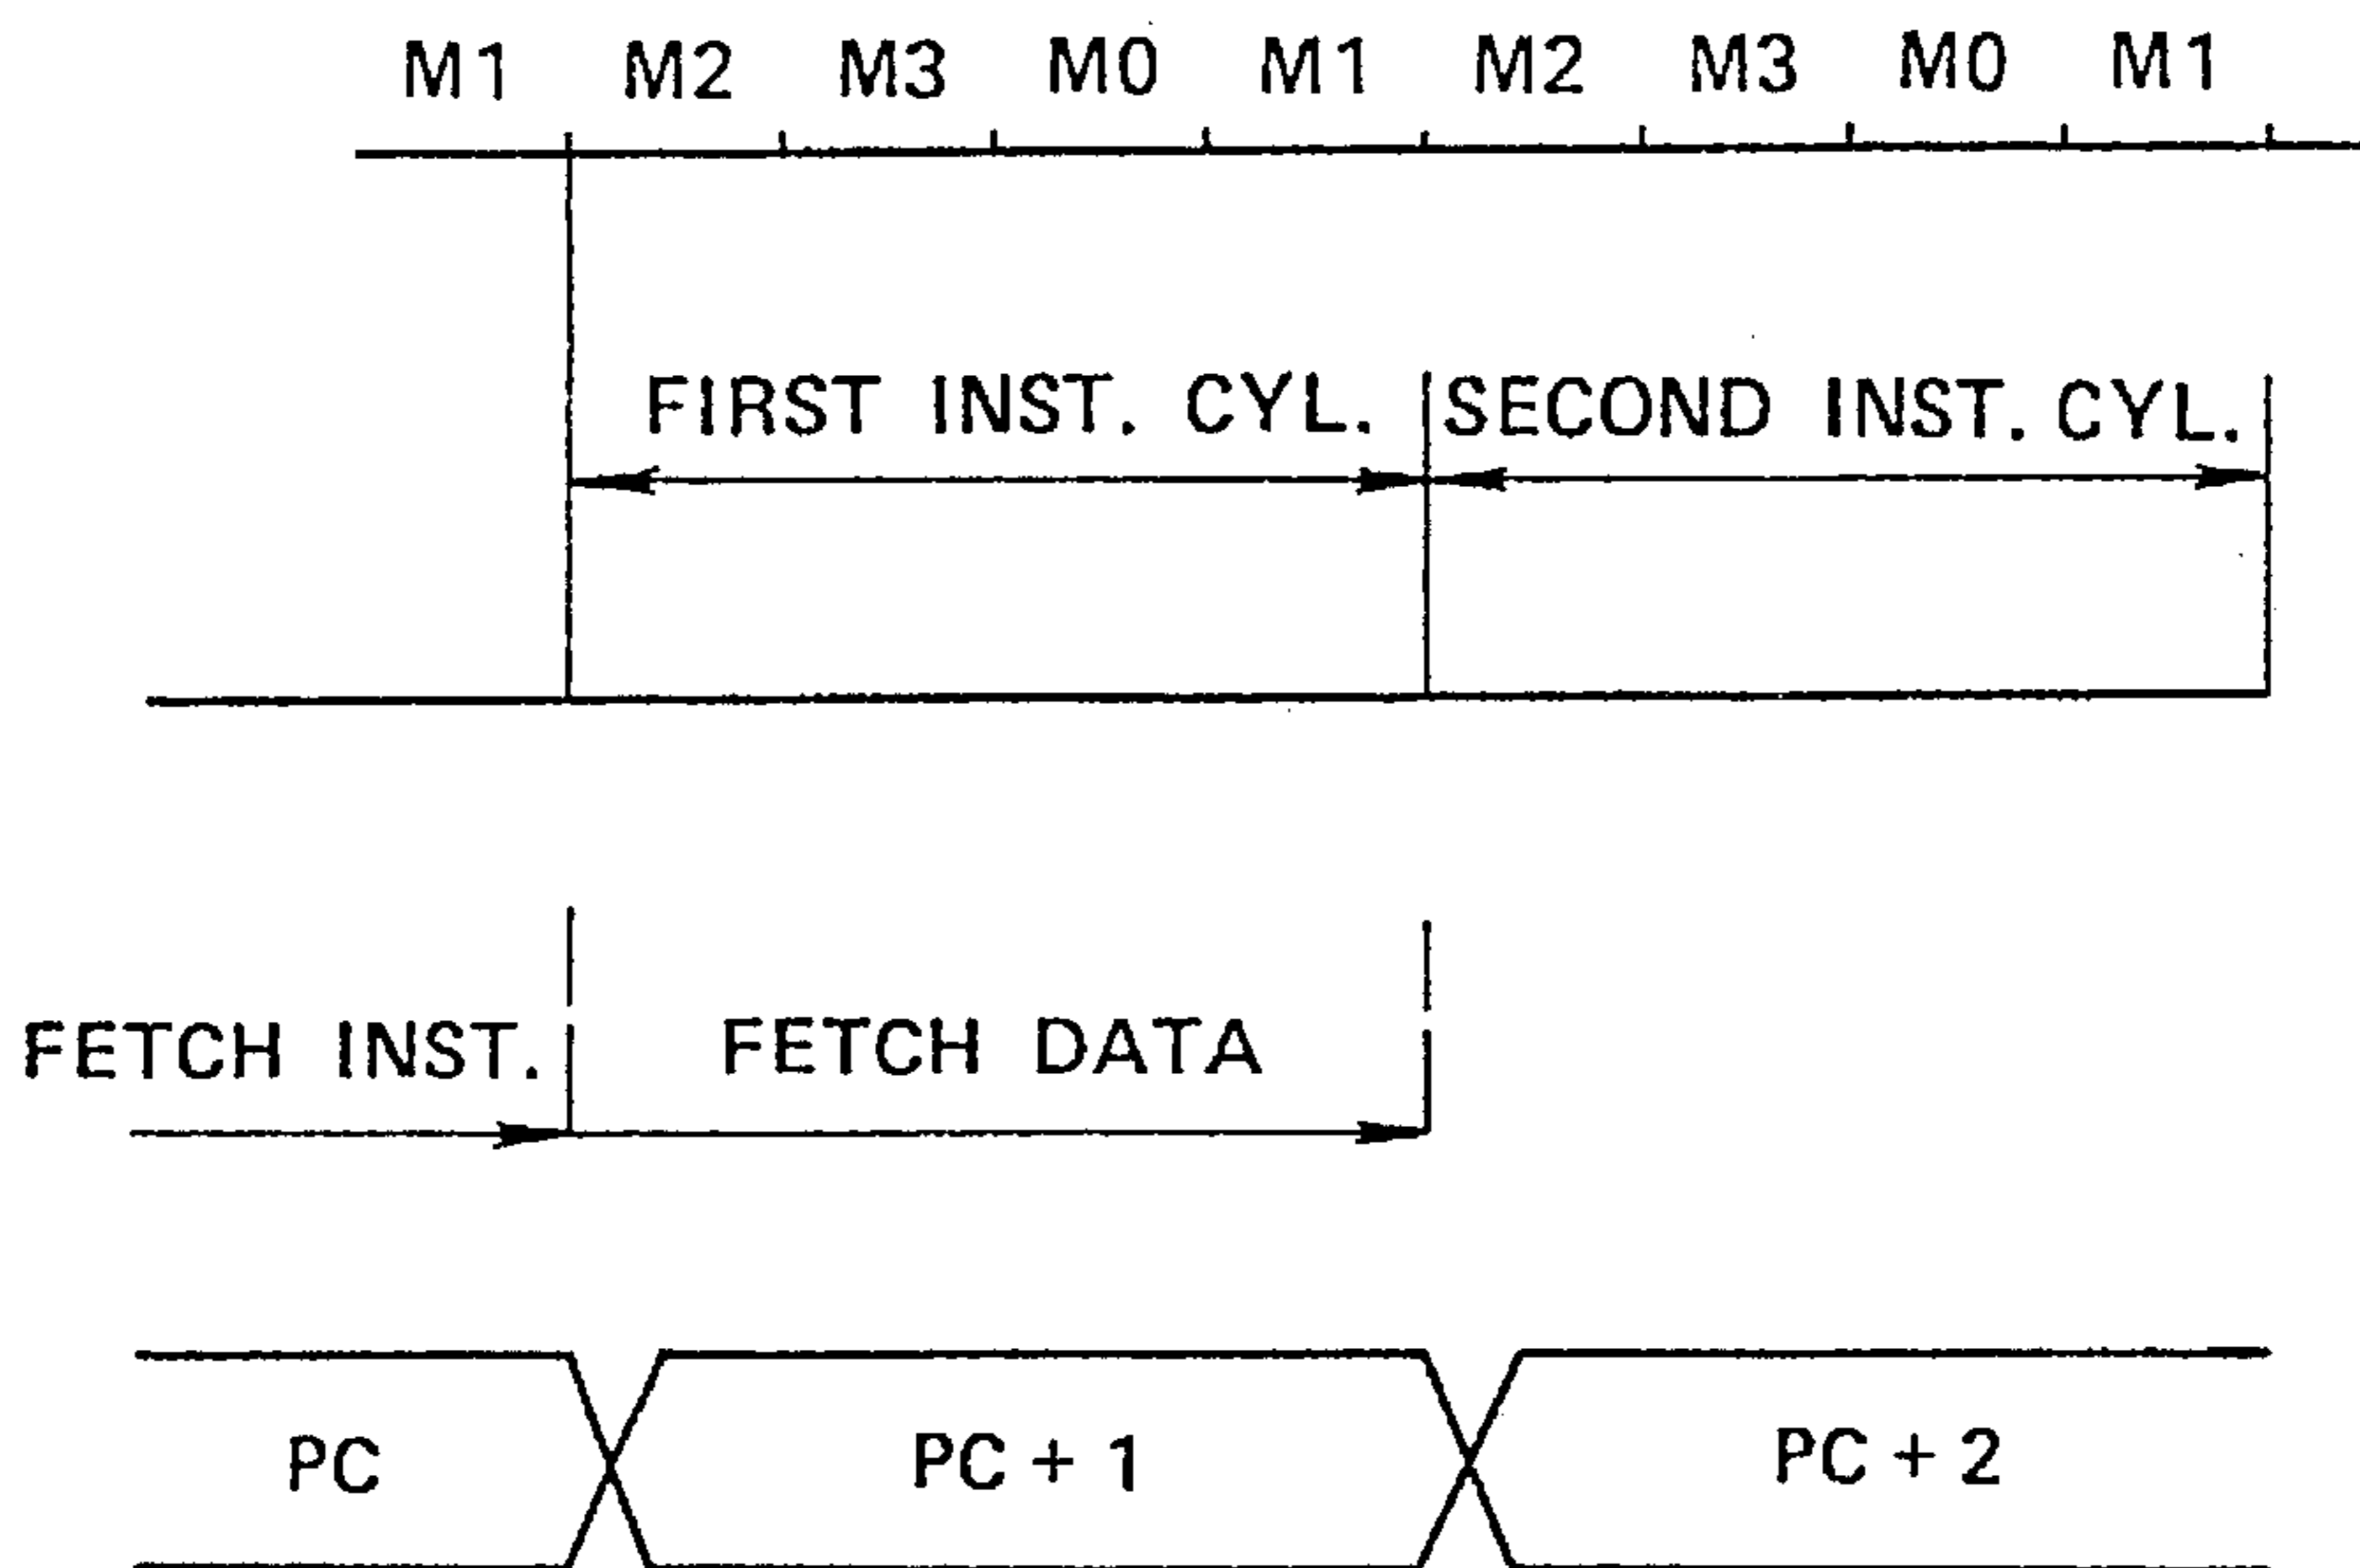 M1 M2 M3 M0 M1 M2 M3 M0 M1
FIRST INST. CYL. SECOND INST. CYL.
FETCH INST. FETCH DATA
PC PC + 1 PC + 2